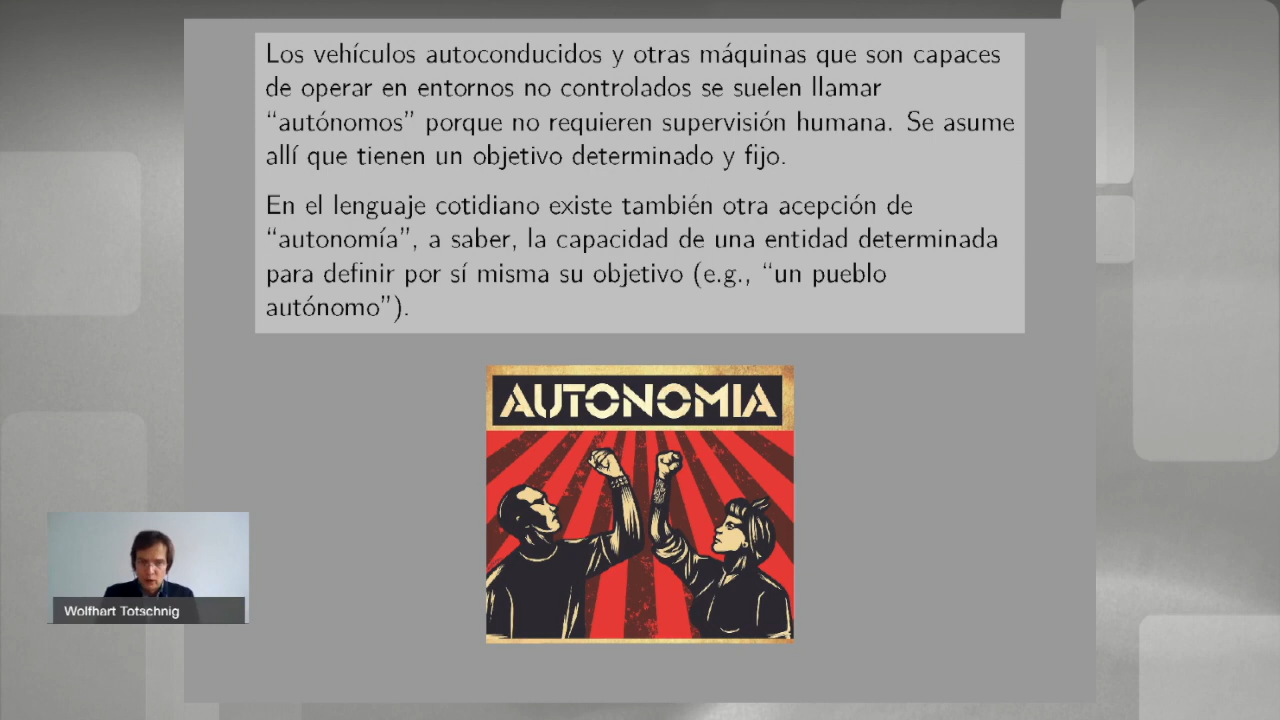 Los vehículos autoconducidos y otras máquinas que son capaces
de operar en entornos no controlados se suelen llamar
“autónomos” porque no requieren supervisión humana. Se asume
allí que tienen un objetivo determinado y fijo.
En el lenguaje cotidiano existe también otra acepción de
“autonomía”, a saber, la capacidad de una entidad determinada
para definir por sí misma su objetivo (e.g., “un pueblo
autónomo”).
AUTONOMIA
Wolfhart Totschnig